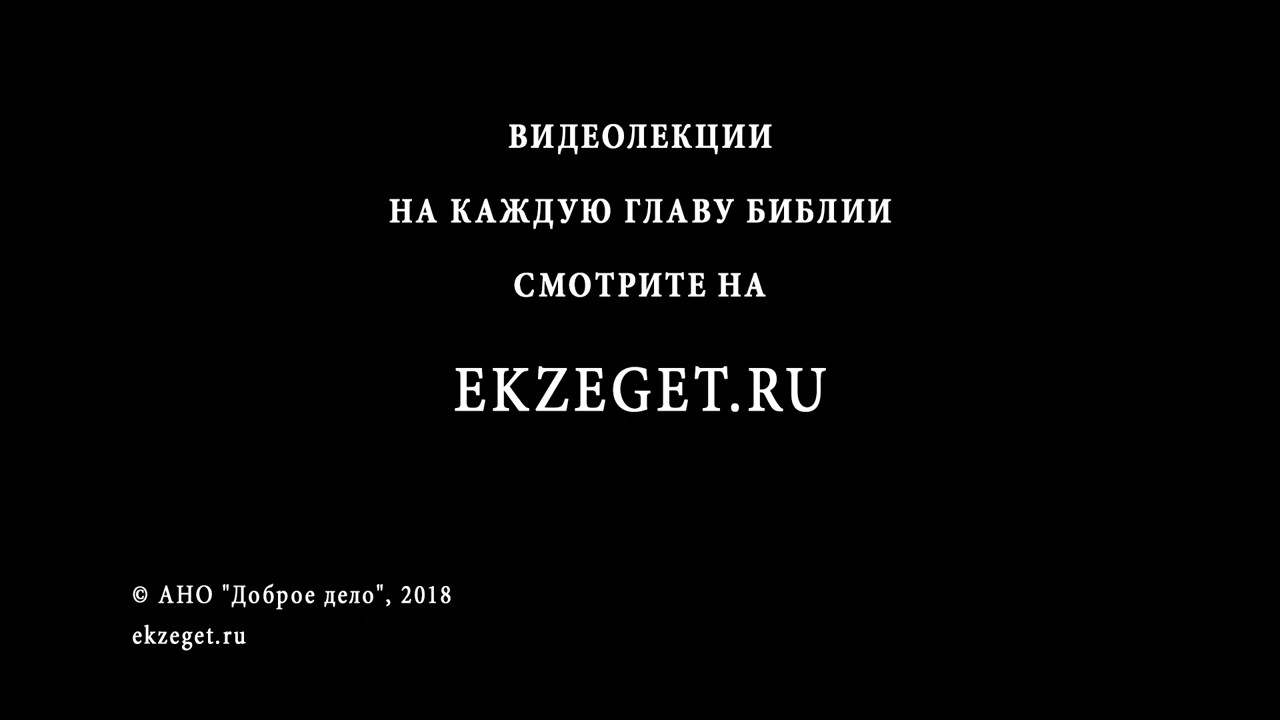 ВИДЕОЛЕКЦИИ
НА КАЖДУЮ ГЛАВУ БИБЛИИ
СМОТРИТЕ НА
EKZEGET.RU
© АНО "Доброе дело", 2018
ekzeget.ru